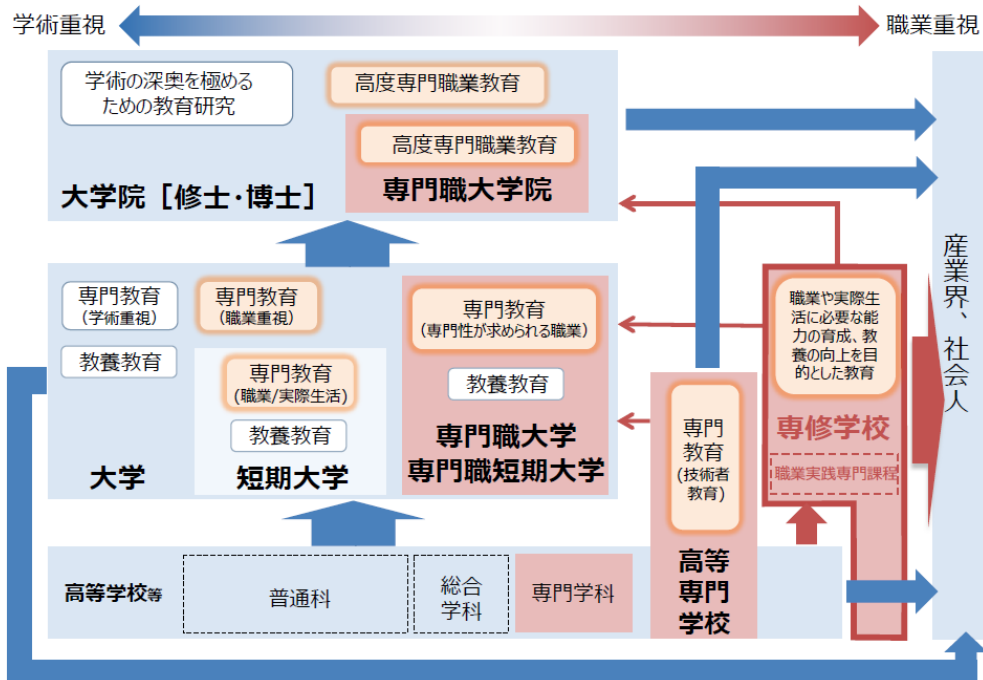 学術重視
職業重視
学術の深奥を極める
ための教育研究
高度専門職業教育
高度専門職業教育
大学院［修士・博士］
専門職大学院
専門教育
（学術重視）
教養教育
専門教育
（職業重視）
専門教育
（職業/実際生活）
教養教育
専門教育
（専門性が求められる職業）
教養教育
大学
短期大学
専門職大学
専門職短期大学
職業や実際生
活に必要な能
力の育成、教
養の向上を目
的とした教育
専修学校
職業実践専門課程
専門
教育
（技術者
教育）
高等
専門
学校
高等学校等
普通科
総合
学科
専門学科
産業界、社会人